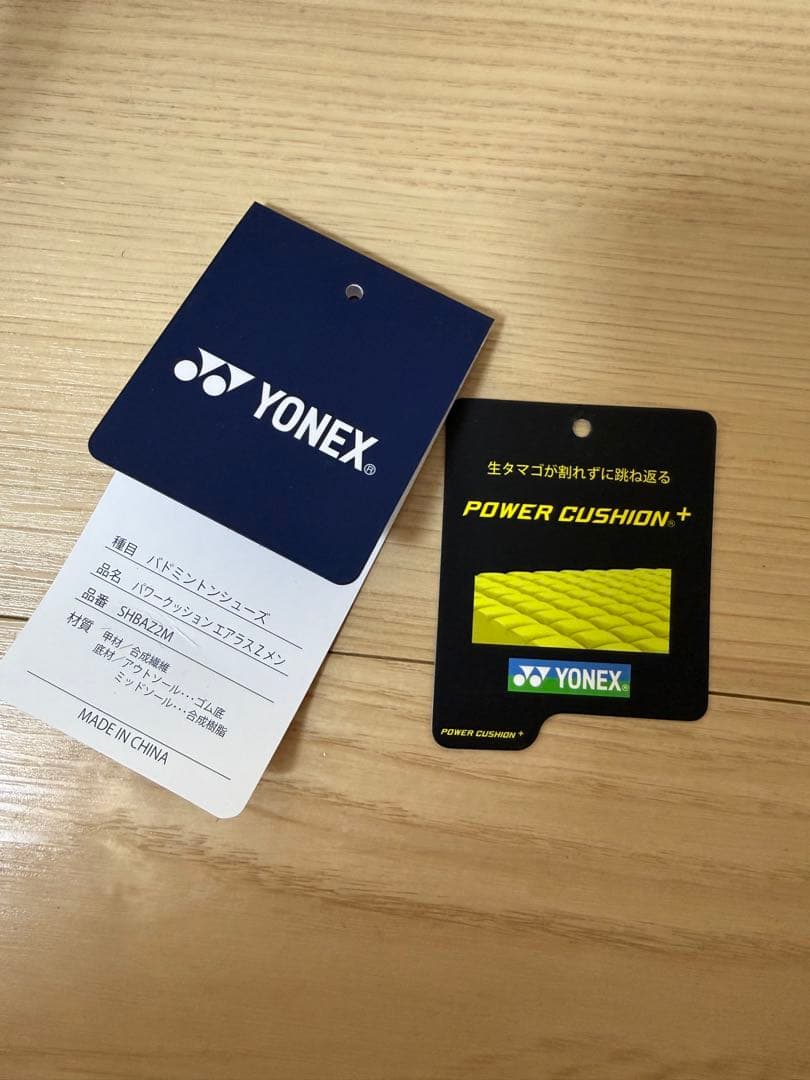 YONEX®
種目 バドミントンシューズ
品名 パワークッション エアラスZメン
品番 SHBAZ2M
材質 甲材/合成繊維
底材/アウトソール・・・ゴム底
ミッドソール・・・合成樹脂
MADE IN CHINA
生タマゴが割れずに跳ね返る
POWER CUSHION®+
YONEX®
POWER CUSHION+